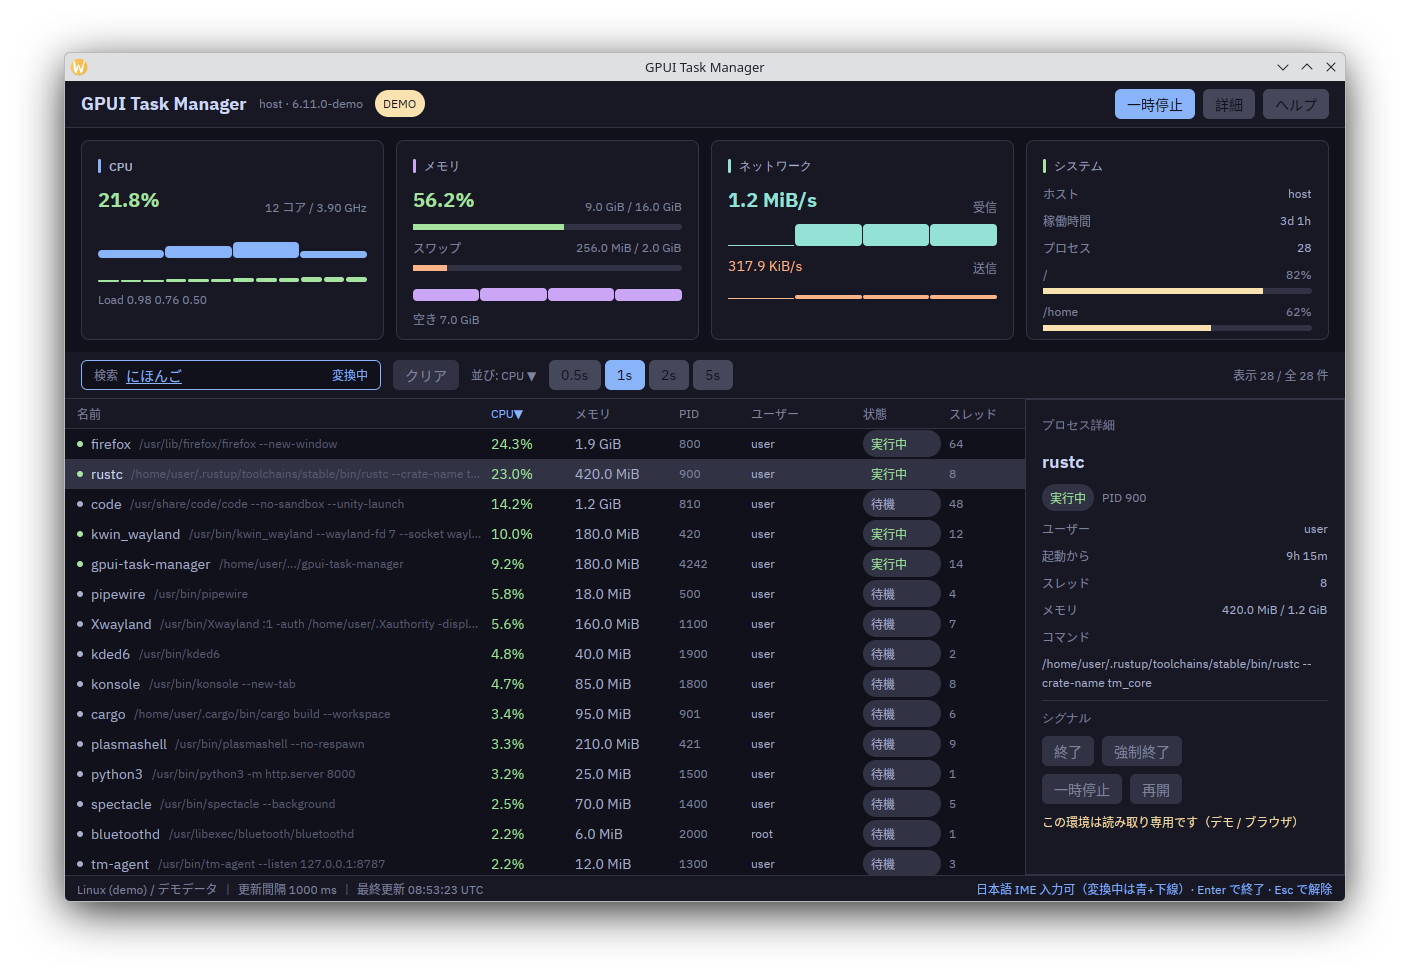 GPUI Task Manager
GPUI Task Manager host · 6.11.0-demo DEMO 一時停止 詳細 ヘルプ
CPU
21.8% 12 コア / 3.90 GHz
Load 0.98 0.76 0.50
メモリ
56.2% 9.0 GiB / 16.0 GiB
スワップ 256.0 MiB / 2.0 GiB
空き 7.0 GiB
ネットワーク
1.2 MiB/s 受信
317.9 KiB/s 送信
システム
ホスト host
稼働時間 3d 1h
プロセス 28
/ 82%
/home 62%
検索 にほんご 変換中 クリア 並び: CPU ▼ 0.5s 1s 2s 5s 表示 28 / 全 28 件
名前 CPU▼ メモリ PID ユーザー 状態 スレッド
firefox /usr/lib/firefox/firefox --new-window 24.3% 1.9 GiB 800 user 実行中 64
rustc /home/user/.rustup/toolchains/stable/bin/rustc --crate-name t... 23.0% 420.0 MiB 900 user 実行中 8
code /usr/share/code/code --no-sandbox --unity-launch 14.2% 1.2 GiB 810 user 待機 48
kwin_wayland /usr/bin/kwin_wayland --wayland-fd 7 --socket wayl... 10.0% 180.0 MiB 420 user 実行中 12
gpui-task-manager /home/user/.../gpui-task-manager 9.2% 180.0 MiB 4242 user 実行中 14
pipewire /usr/bin/pipewire 5.8% 18.0 MiB 500 user 待機 4
Xwayland /usr/bin/Xwayland :1 -auth /home/user/.Xauthority -displ... 5.6% 160.0 MiB 1100 user 待機 7
kded6 /usr/bin/kded6 4.8% 40.0 MiB 1900 user 待機 2
konsole /usr/bin/konsole --new-tab 4.7% 85.0 MiB 1800 user 待機 8
cargo /home/user/.cargo/bin/cargo build --workspace 3.4% 95.0 MiB 901 user 待機 6
plasmashell /usr/bin/plasmashell --no-respawn 3.3% 210.0 MiB 421 user 待機 9
python3 /usr/bin/python3 -m http.server 8000 3.2% 25.0 MiB 1500 user 待機 1
spectacle /usr/bin/spectacle --background 2.5% 70.0 MiB 1400 user 待機 5
bluetoothd /usr/libexec/bluetooth/bluetoothd 2.2% 6.0 MiB 2000 root 待機 1
tm-agent /usr/bin/tm-agent --listen 127.0.0.1:8787 2.2% 12.0 MiB 1300 user 待機 3
プロセス詳細
rustc
実行中 PID 900
ユーザー user
起動から 9h 15m
スレッド 8
メモリ 420.0 MiB / 1.2 GiB
コマンド
/home/user/.rustup/toolchains/stable/bin/rustc --
crate-name tm_core
シグナル
終了 強制終了
一時停止 再開
この環境は読み取り専用です（デモ / ブラウザ）
Linux (demo) / デモデータ | 更新間隔 1000 ms | 最終更新 08:53:23 UTC 日本語 IME 入力可（変換中は青+下線）· Enter で終了 · Esc で解除